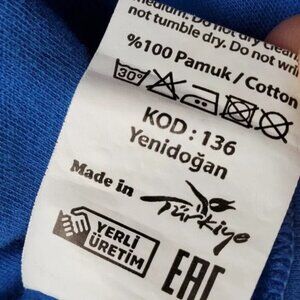 medium. Do not dry clean,
not tumble dry. Do not
%100 Pamuk / Cotton
30°
KOD : 136
Yenidoğan
Made in Türkiye
YERLİ
ÜRETİM
EAC